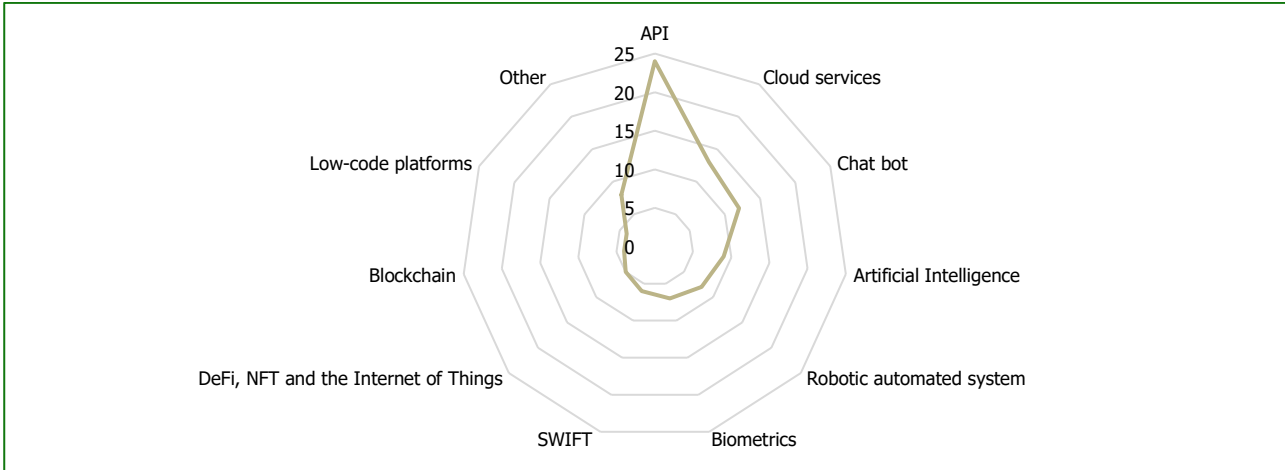 API
25
Other
Cloud services
20
15
Low-code platforms
Chat bot
10
5
0
Blockchain
Artificial Intelligence
DeFi, NFT and the Internet of Things
Robotic automated system
SWIFT
Biometrics